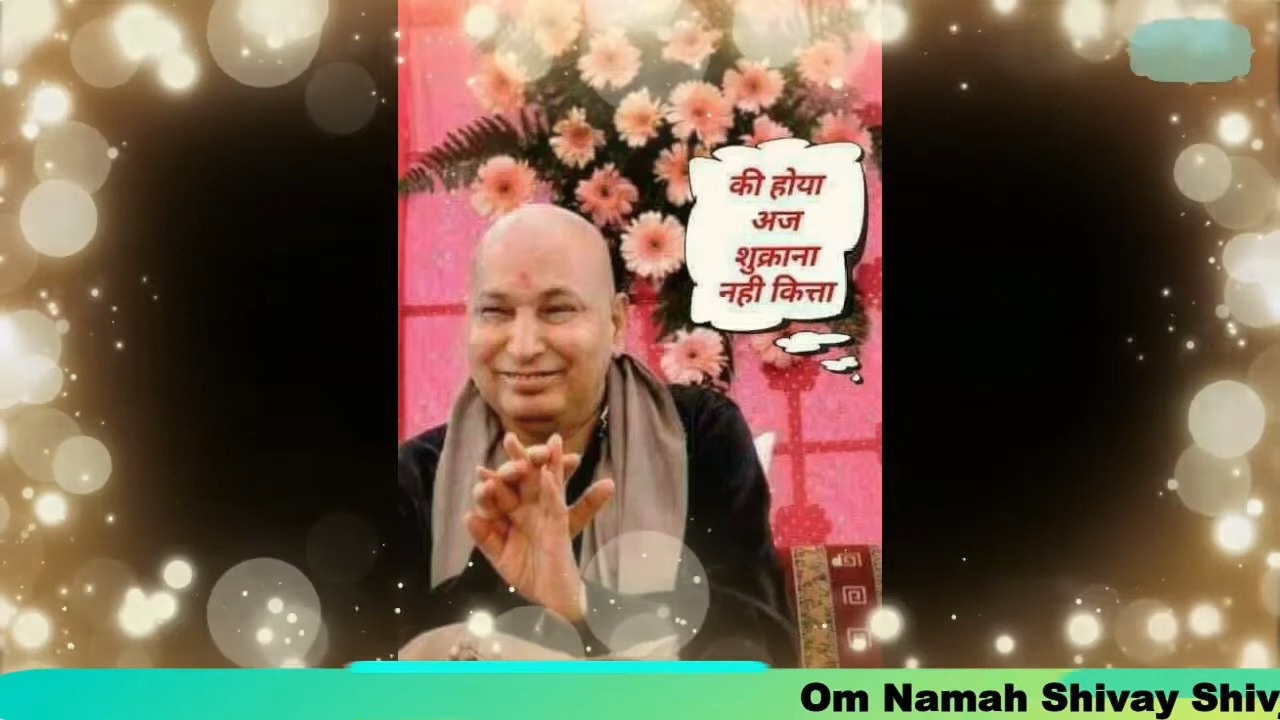 की होया
अज
शुक्राना
नही कित्ता
Om Namah Shivay Shiv